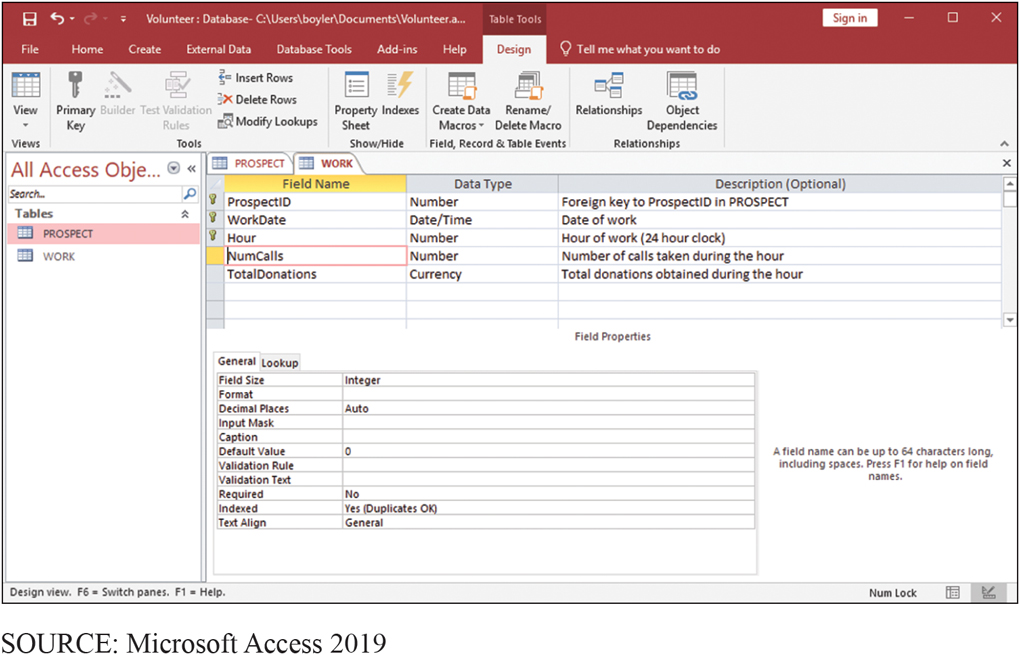 Volunteer : Database- C:\Users\boyler\Documents\Volunteer.a...
Table Tools
Sign in
File Home Create External Data Database Tools Add-ins Help Design Tell me what you want to do
View
Primary Key
Builder
Test Validation Rules
Insert Rows
Delete Rows
Modify Lookups
Property Sheet
Indexes
Create Data Macros
Rename/ Delete Macro
Relationships
Object Dependencies
Views Tools Show/Hide Field, Record & Table Events Relationships
All Access Obje...
Search...
Tables
PROSPECT
WORK
PROSPECT WORK
Field Name Data Type Description (Optional)
ProspectID Number Foreign key to ProspectID in PROSPECT
WorkDate Date/Time Date of work
Hour Number Hour of work (24 hour clock)
NumCalls Number Number of calls taken during the hour
TotalDonations Currency Total donations obtained during the hour
Field Properties
General Lookup
Field Size Integer
Format
Decimal Places Auto
Input Mask
Caption
Default Value 0
Validation Rule
Validation Text
Required No
Indexed Yes (Duplicates OK)
Text Align General
A field name can be up to 64 characters long,
including spaces. Press F1 for help on field
names.
Design view. F6 = Switch panes. F1 = Help.
Num Lock
SOURCE: Microsoft Access 2019